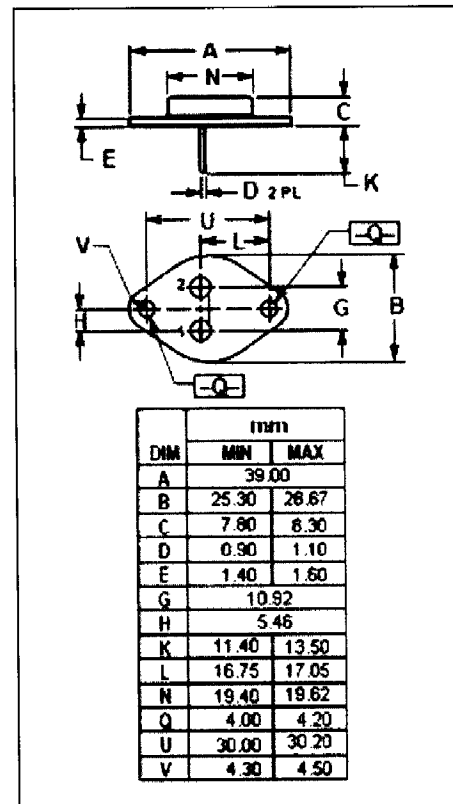 A
N
C
E
K
D 2 PL
U
L
Q
V
2
G
B
H
1
Q
DIM mm
MIN MAX
A 39.00
B 25.30 26.67
C 7.80 8.30
D 0.90 1.10
E 1.40 1.60
G 10.92
H 5.46
K 11.40 13.50
L 16.75 17.05
N 19.40 19.62
Q 4.00 4.20
U 30.00 30.20
V 4.30 4.50